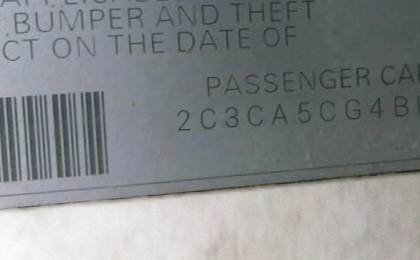 BUMPER AND THEFT
CT ON THE DATE OF
PASSENGER CA
2C3CA5CG4B